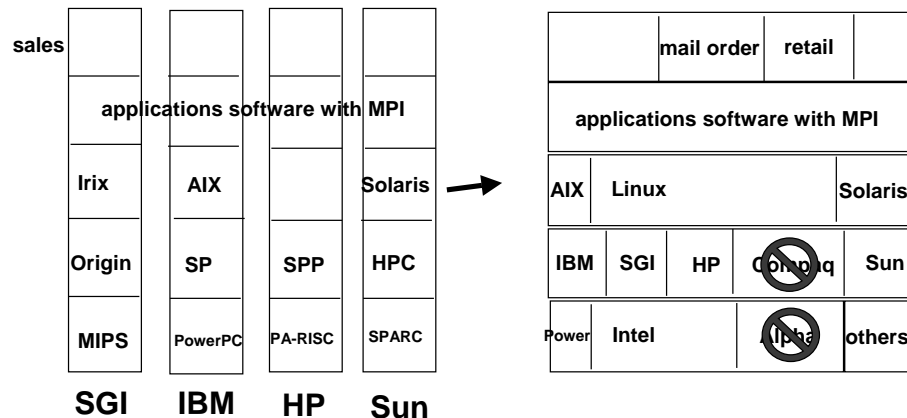 sales
mail order retail
applications software with MPI
applications software with MPI
Irix AIX Solaris
AIX Linux Solaris
Origin SP SPP HPC
IBM SGI HP Compaq Sun
MIPS PowerPC PA-RISC SPARC
Power Intel Alpha others
SGI IBM HP Sun